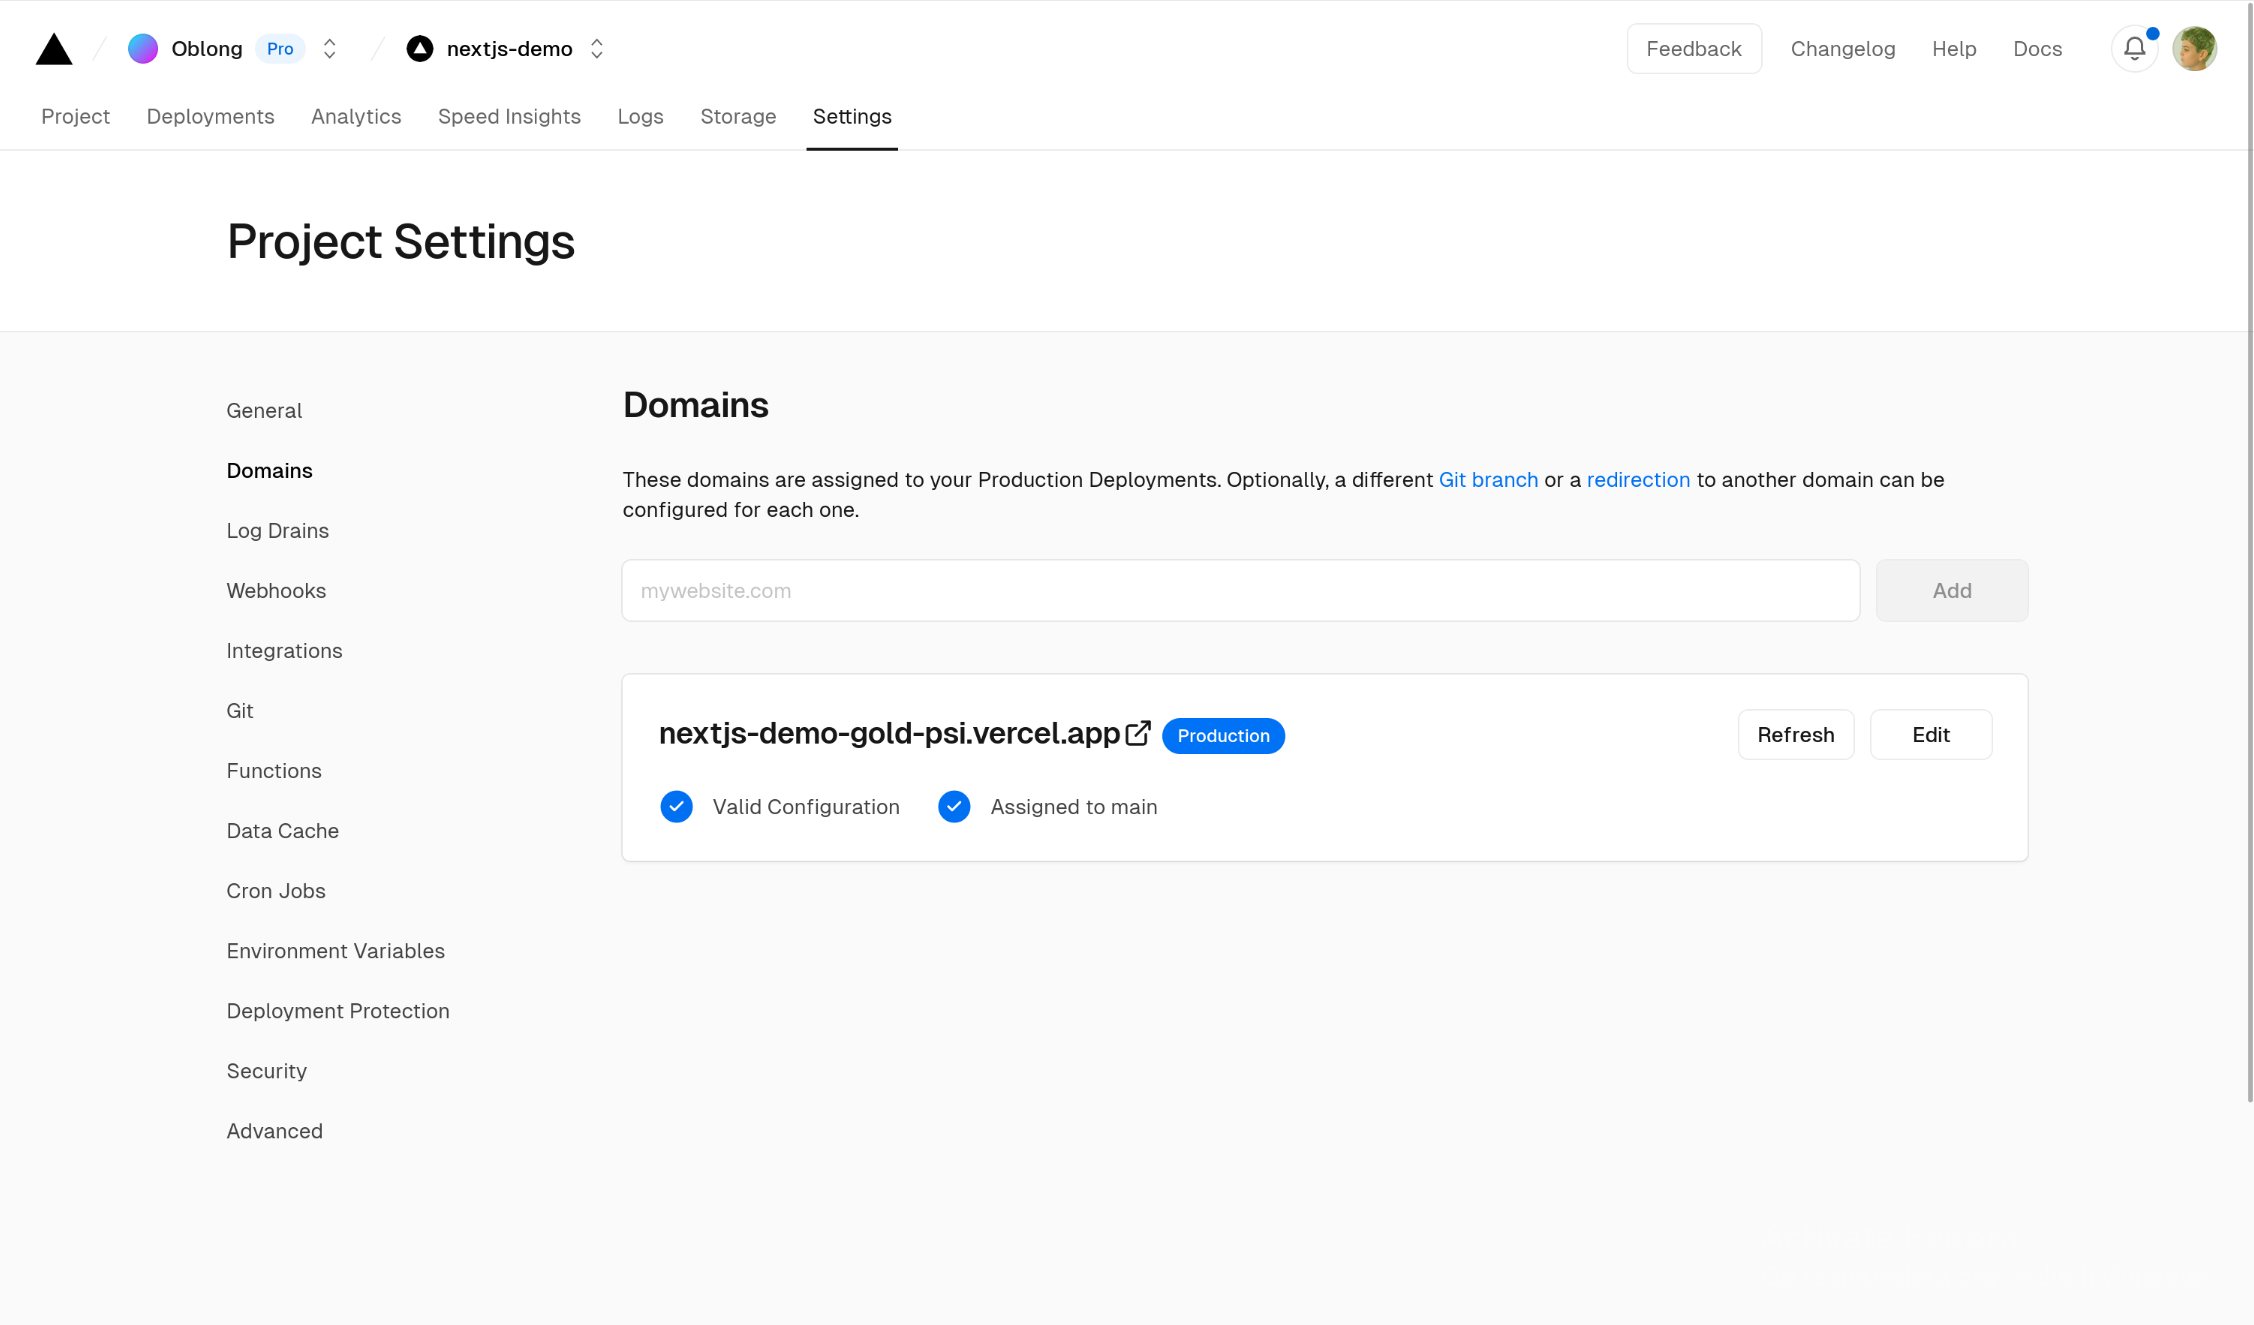 Oblong Pro nextjs-demo Feedback Changelog Help Docs
Project Deployments Analytics Speed Insights Logs Storage Settings
Project Settings
General
Domains
Log Drains
Webhooks
Integrations
Git
Functions
Data Cache
Cron Jobs
Environment Variables
Deployment Protection
Security
Advanced
Domains
These domains are assigned to your Production Deployments. Optionally, a different Git branch or a redirection to another domain can be
configured for each one.
mywebsite.com Add
nextjs-demo-gold-psi.vercel.app Production Refresh Edit
Valid Configuration Assigned to main